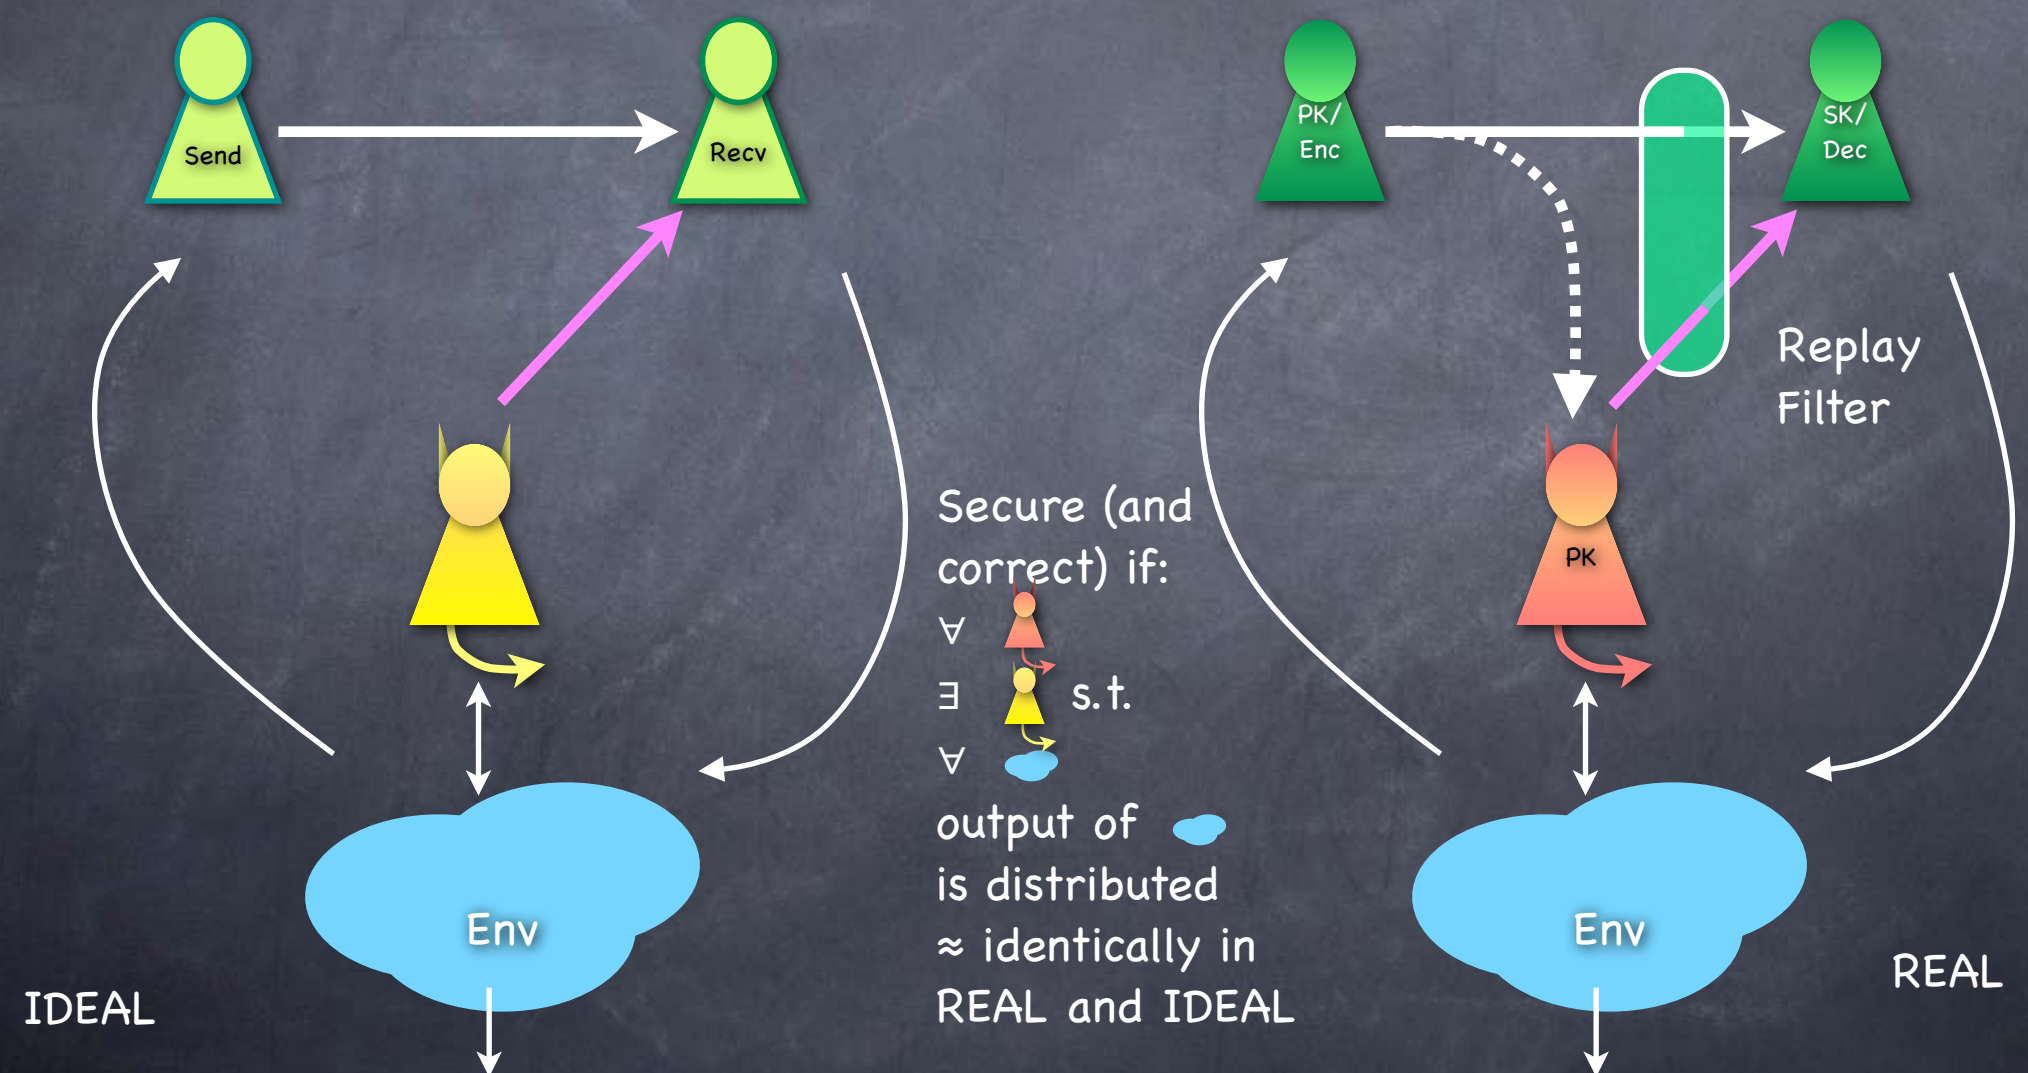 Send
Recv
IDEAL
Env
Secure (and
correct) if:
∀
∃ s.t.
∀
output of
is distributed
≈ identically in
REAL and IDEAL
PK/
Enc
SK/
Dec
Replay
Filter
PK
Env
REAL